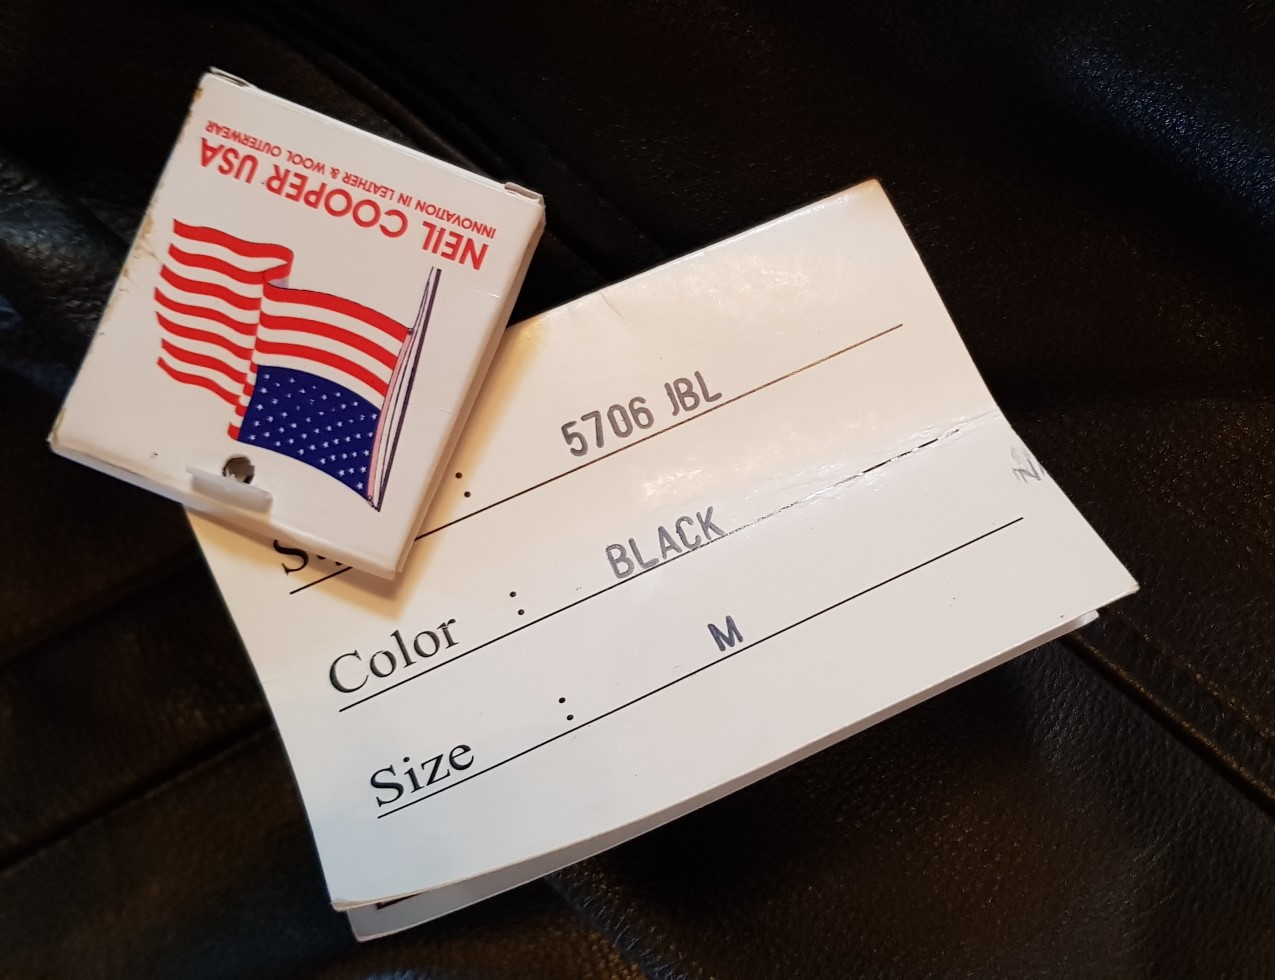 NEIL COOPER USA
INNOVATION IN LEATHER & WOOL OUTERWEAR
: 5706 JBL
Color : BLACK
Size : M